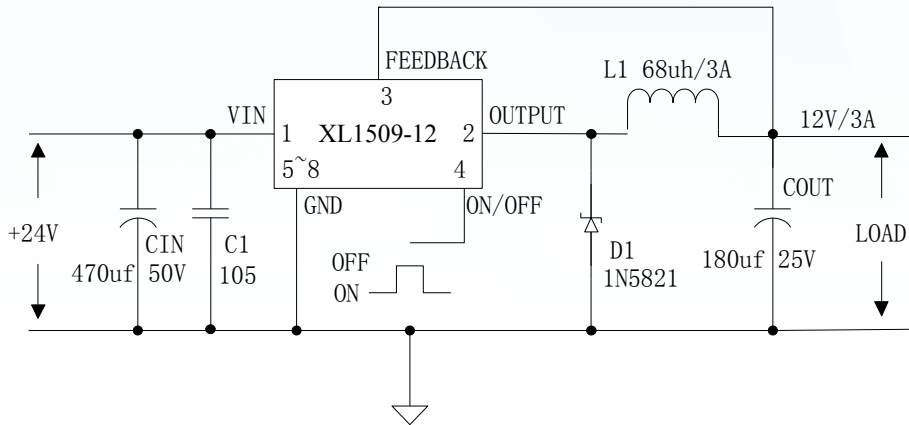 FEEDBACK
L1 68uh/3A
3
VIN
OUTPUT
12V/3A
1
XL1509-12
2
5~8
4
GND
ON/OFF
COUT
+24V
CIN
C1
OFF
D1
LOAD
470uf 50V
105
ON
1N5821
180uf 25V